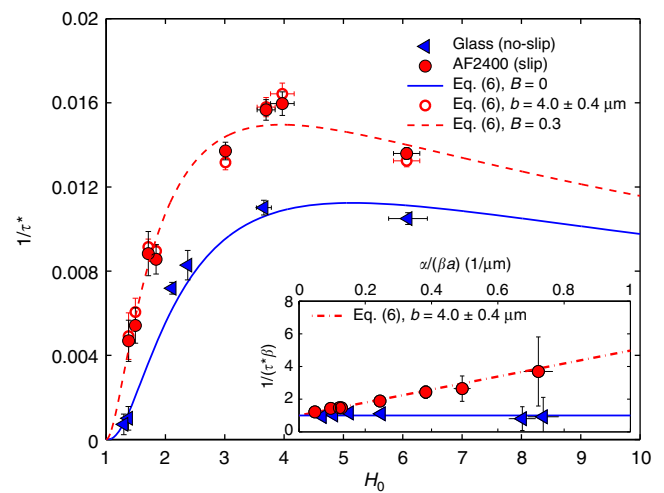 1
0.016
0.012
0.008
0.004
0
1/τ*
1 2 3 4 5 6 7 8 9 10
H₀
Glass (no-slip)
AF2400 (slip)
Eq. (6), B = 0
Eq. (6), b = 4.0 ± 0.4 μm
Eq. (6), B = 0.3
α/(βa) (1/μm)
0 0.2 0.4 0.6 0.8 1
8
6
4
2
1
1/(τ*β)
Eq. (6), b = 4.0 ± 0.4 μm